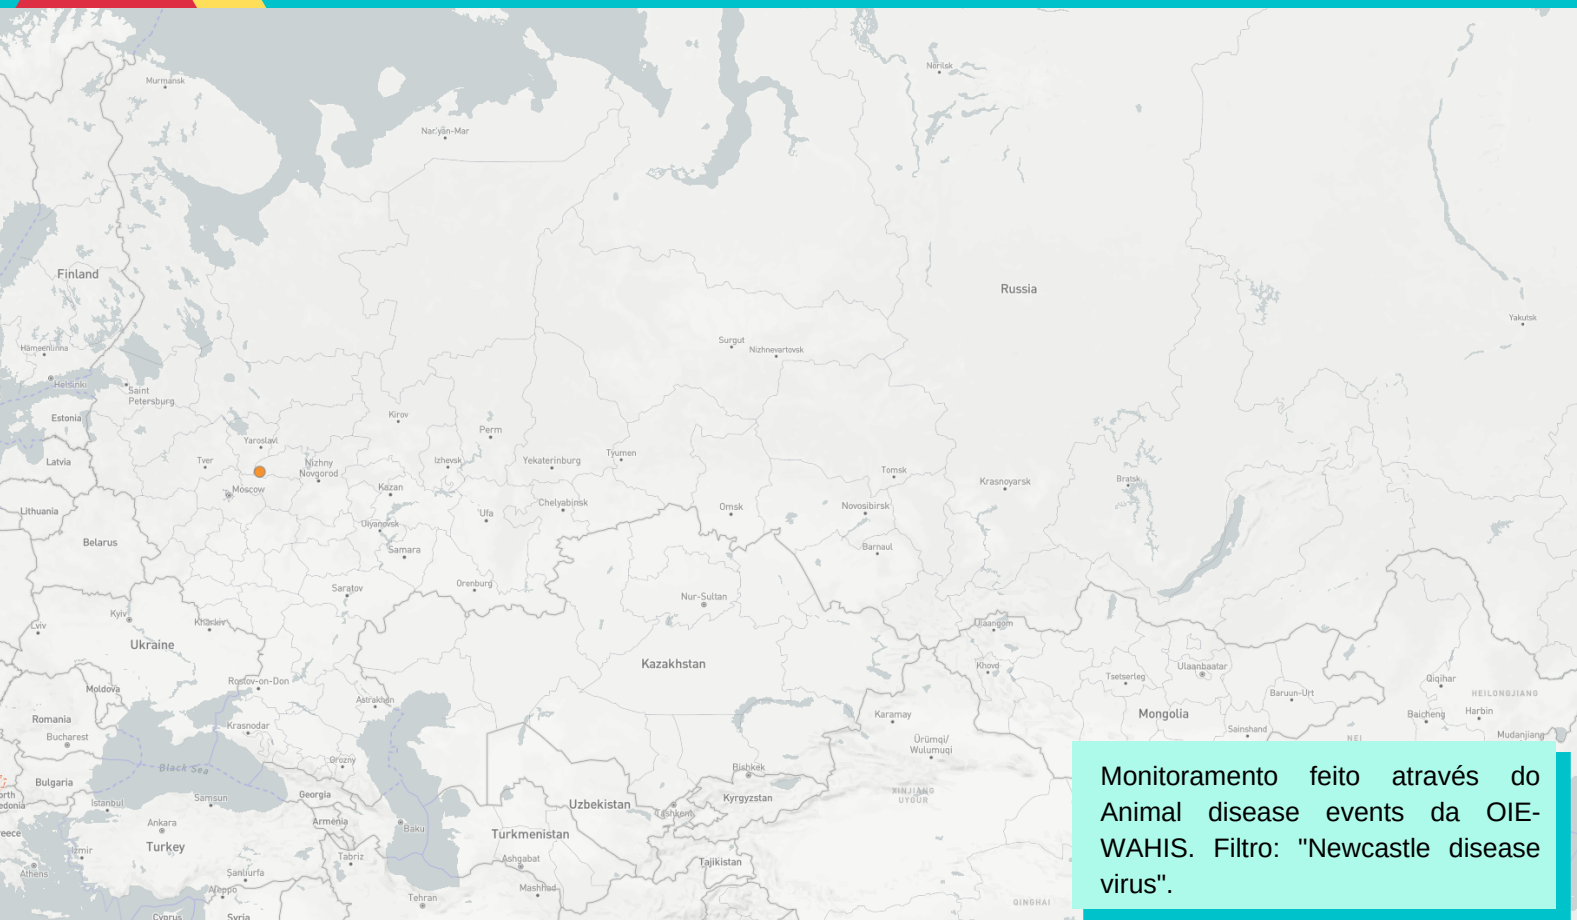 Norilsk
Murmansk
Nar'yan-Mar
Finland
Russia
Yakutsk
Surgut
Nizhnevartovsk
Hämeenlinna
Helsinki
Saint
Petersburg
Estonia
Kirov
Perm
Yaroslavl
Latvia
Tver
Nizhny
Novgorod
Izhevsk
Yekaterinburg
Tyumen
Tomsk
Krasnoyarsk
Bratsk
Moscow
Kazan
Chelyabinsk
Omsk
Novosibirsk
Lithuania
Ufa
Ulyanovsk
Belarus
Samara
Barnaul
Saratov
Orenburg
Nur-Sultan
Kyiv
Lviv
Kharkiv
Ulaangom
Ukraine
Kazakhstan
Khovd
Ulaanbaatar
Tsetserleg
Qiqihar
Moldova
Rostov-on-Don
Baruun-Urt
HEILONGJIANG
Astrakhan
Romania
Karamay
Mongolia
Baicheng
Harbin
Krasnodar
Bucharest
Ürümqi/
Wulumuqi
Sainshand
Mudanjiang
NEI
Grozny
Black Sea
Bishkek
Bulgaria
orth
edonia
Istanbul
Samsun
Georgia
Uzbekistan
Kyrgyzstan
XINJIANG
UYGUR
Tashkent
Ankara
Armenia
Baku
eece
Turkmenistan
Izmir
Turkey
Tabriz
Ashgabat
Tajikistan
Athens
Şanlıurfa
Aleppo
Mashhad
Tehran
QINGHAI
Cyprus
Syria
Monitoramento feito através do
Animal disease events da OIE-
WAHIS. Filtro: "Newcastle disease
virus".